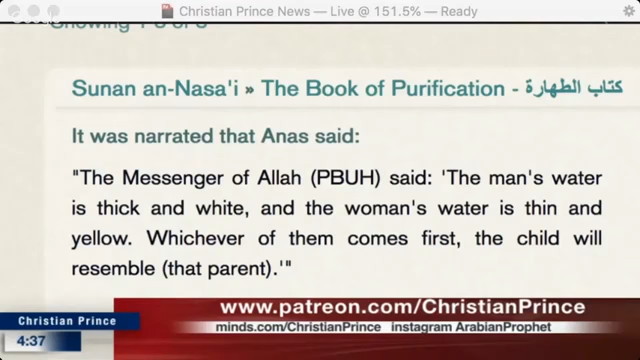 Christian Prince News — Live @ 151.5% — Ready
Sunan an-Nasa'i » The Book of Purification - كتاب الطهارة
It was narrated that Anas said:
"The Messenger of Allah (PBUH) said: 'The man's water
is thick and white, and the woman's water is thin and
yellow. Whichever of them comes first, the child will
resemble (that parent).'"
www.patreon.com/ChristianPrince
Christian Prince
minds.com/ChristianPrince instagram ArabianProphet
4:37